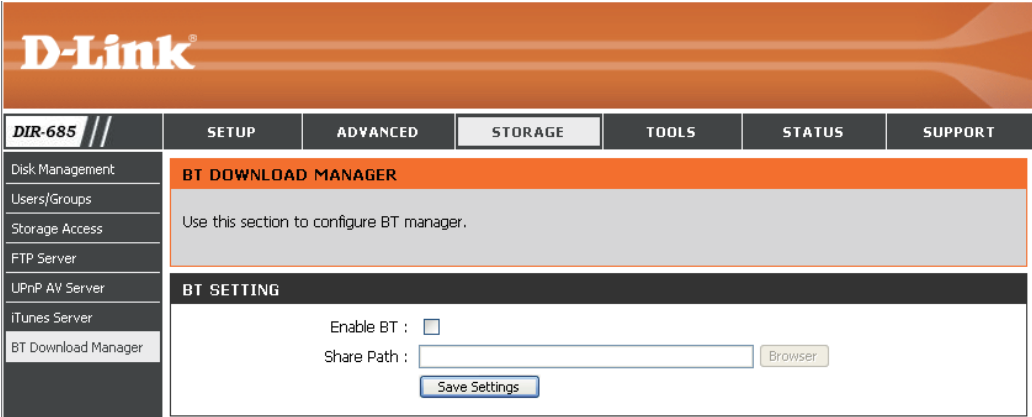 D-Link®
DIR-685 // SETUP ADVANCED STORAGE TOOLS STATUS SUPPORT
Disk Management
Users/Groups
Storage Access
FTP Server
UPnP AV Server
iTunes Server
BT Download Manager
BT DOWNLOAD MANAGER
Use this section to configure BT manager.
BT SETTING
Enable BT :
Share Path : Browser
Save Settings